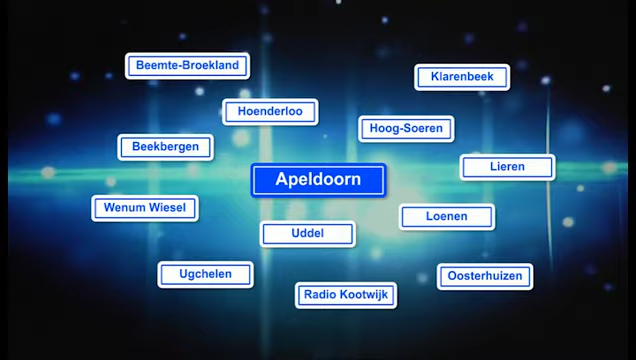 Beemte-Broekland
Klarenbeek
Hoenderloo
Hoog-Soeren
Beekbergen
Lieren
Apeldoorn
Wenum Wiesel
Loenen
Uddel
Ugchelen
Oosterhuizen
Radio Kootwijk